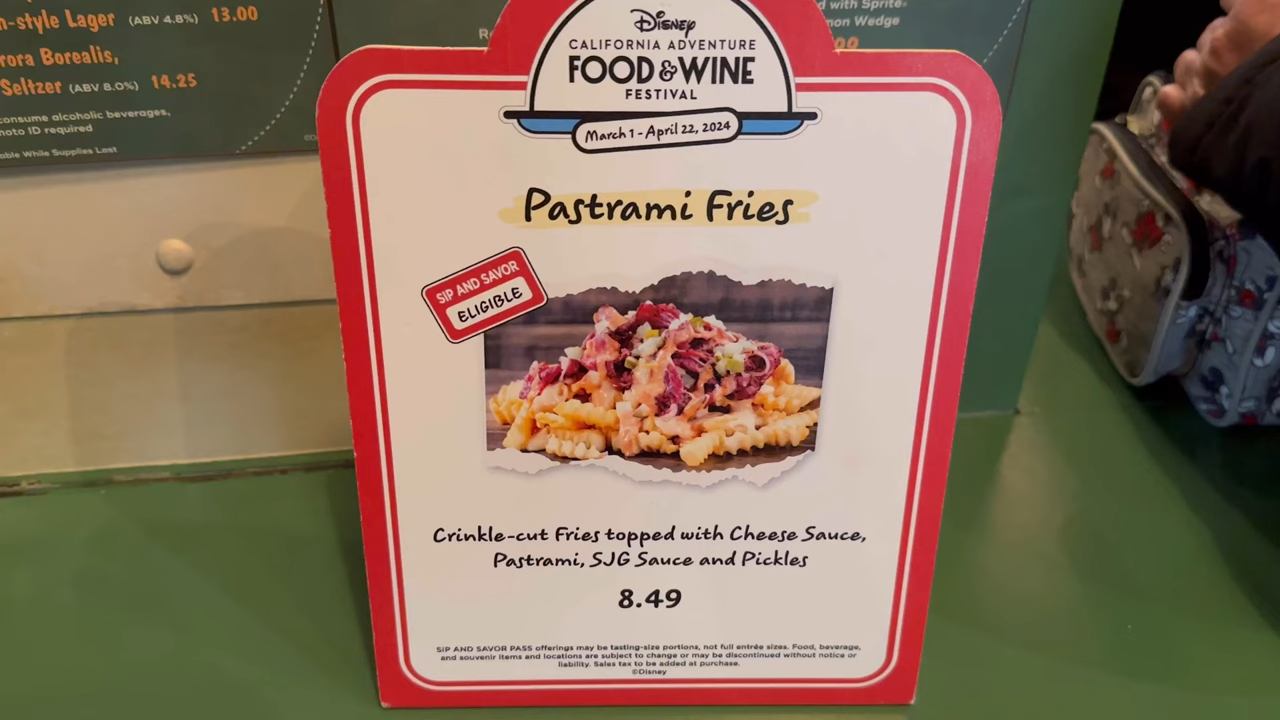 -style Lager (ABV 4.8%) 13.00
Borealis,
Seltzer (ABV 8.0%) 14.25
consume alcoholic beverages,
ID required
While Supplies Last
with Sprite
Wedge
Disney
CALIFORNIA ADVENTURE
FOOD & WINE
FESTIVAL
March 1 - April 22, 2024
Pastrami Fries
SIP AND SAVOR
ELIGIBLE
Crinkle-cut Fries topped with Cheese Sauce,
Pastrami, SJG Sauce and Pickles
8.49
SIP AND SAVOR PASS offerings may be tasting-size portions, not full entrée sizes. Food, beverage,
and souvenir items and locations are subject to change or may be discontinued without notice or
liability. Sales tax to be added at purchase.
©Disney